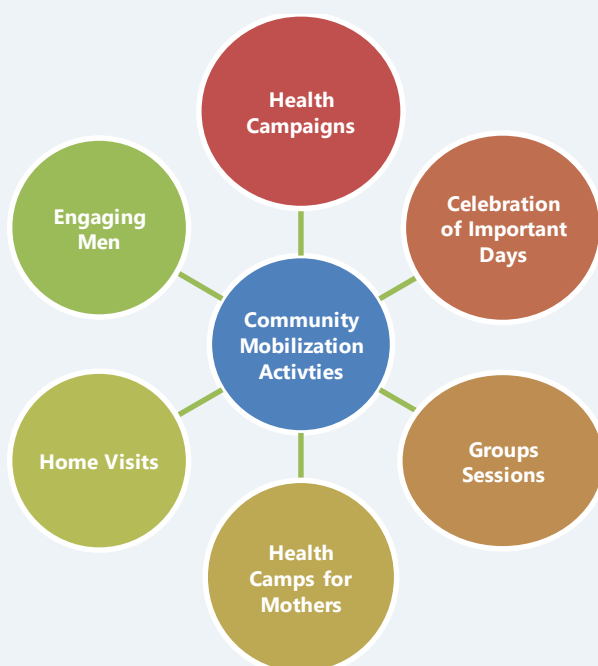 Health
Campaigns
Celebration
of Important
Days
Groups
Sessions
Health
Camps for
Mothers
Home Visits
Engaging
Men
Community
Mobilization
Activties